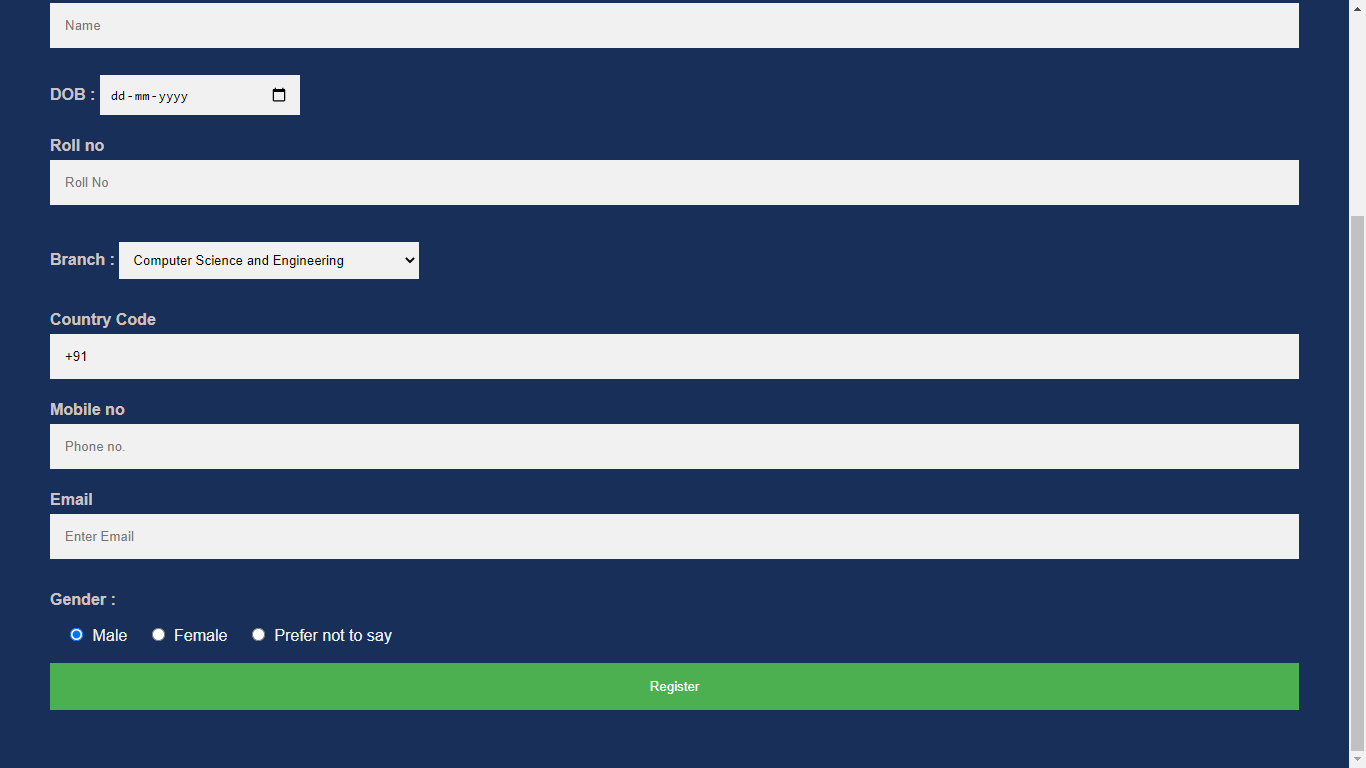 Name
DOB : dd-mm-yyyy
Roll no
Roll No
Branch : Computer Science and Engineering
Country Code
+91
Mobile no
Phone no.
Email
Enter Email
Gender :
Male Female Prefer not to say
Register